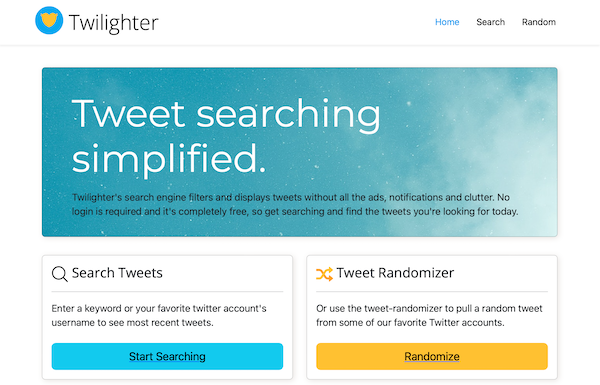 Twilighter
Home Search Random
Tweet searching
simplified.
Twilighter's search engine filters and displays tweets without all the ads, notifications and clutter. No
login is required and it's completely free, so get searching and find the tweets you're looking for today.
Search Tweets
Enter a keyword or your favorite twitter account's
username to see most recent tweets.
Start Searching
Tweet Randomizer
Or use the tweet-randomizer to pull a random tweet
from some of our favorite Twitter accounts.
Randomize